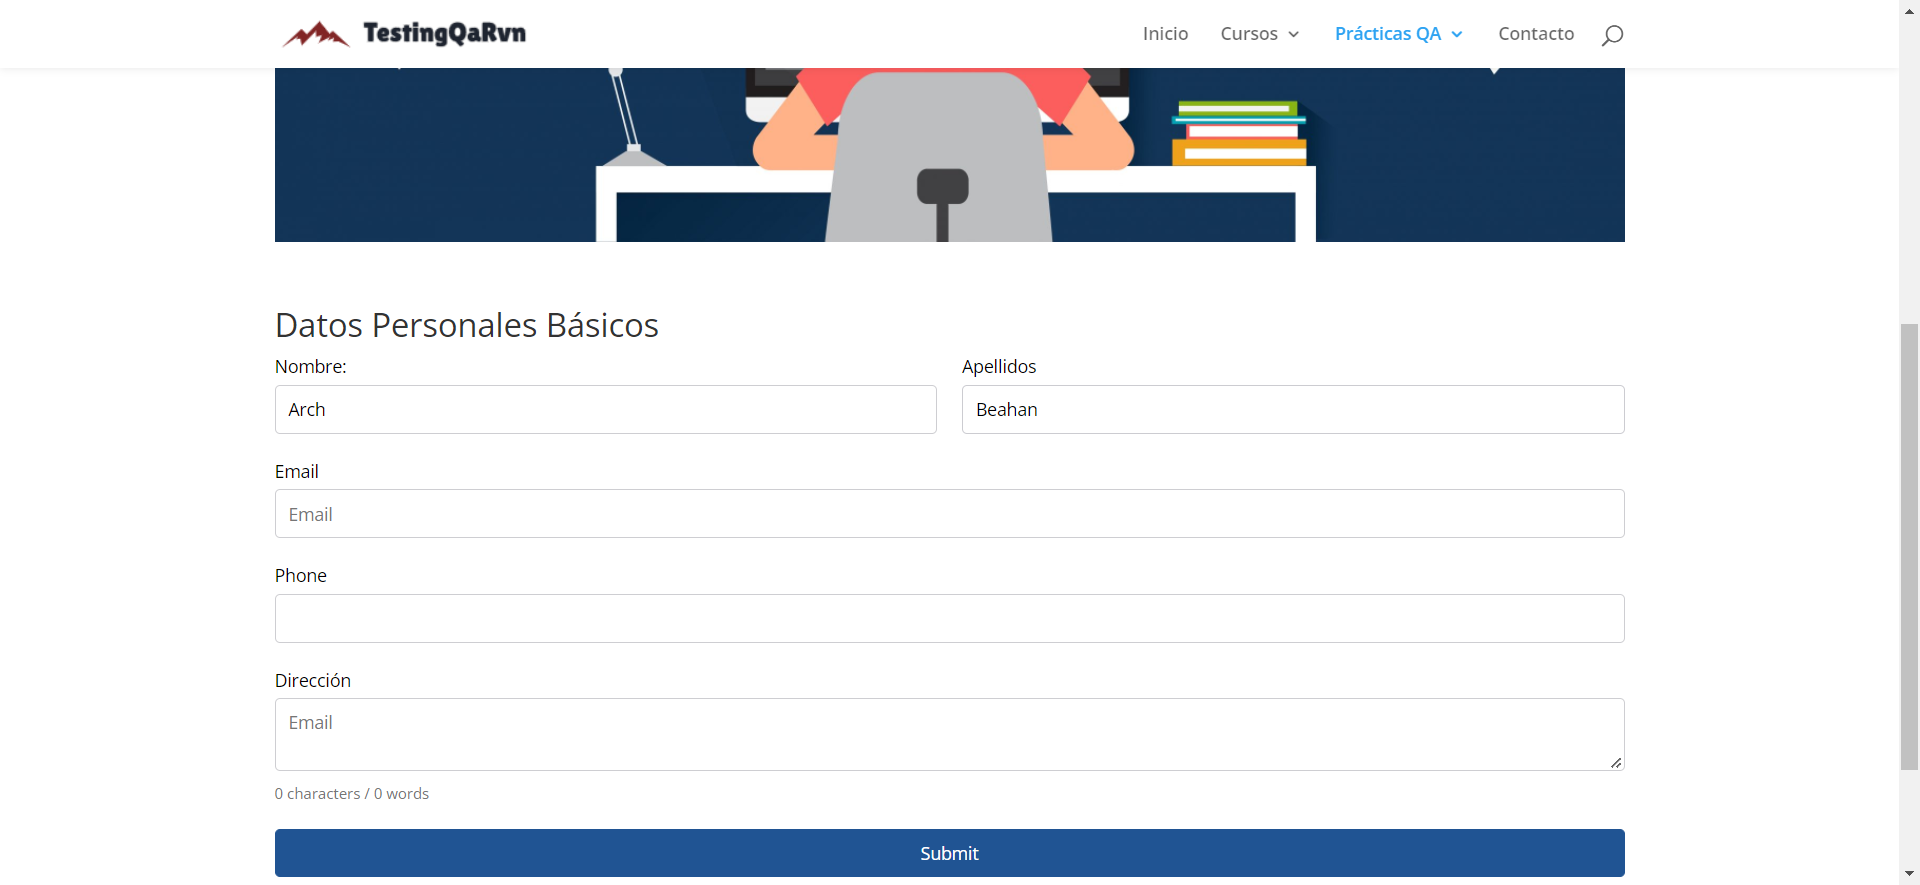 TestingQaRvn
Inicio Cursos Prácticas QA Contacto
Datos Personales Básicos
Nombre: Apellidos
Arch Beahan
Email
Email
Phone
Dirección
Email
0 characters / 0 words
Submit